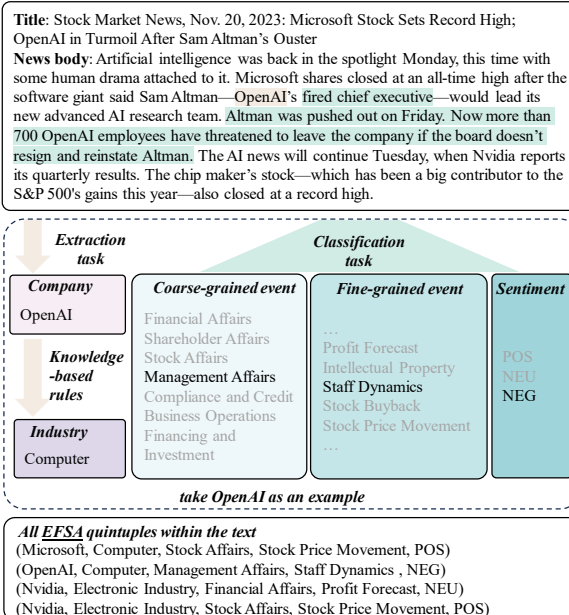 Title: Stock Market News, Nov. 20, 2023: Microsoft Stock Sets Record High;
OpenAI in Turmoil After Sam Altman's Ouster
News body: Artificial intelligence was back in the spotlight Monday, this time with
some human drama attached to it. Microsoft shares closed at an all-time high after the
software giant said Sam Altman—OpenAI's fired chief executive—would lead its
new advanced AI research team. Altman was pushed out on Friday. Now more than
700 OpenAI employees have threatened to leave the company if the board doesn't
resign and reinstate Altman. The AI news will continue Tuesday, when Nvidia reports
its quarterly results. The chip maker's stock—which has been a big contributor to the
S&P 500's gains this year—also closed at a record high.
Extraction
task
Classification
task
Company
OpenAI
Knowledge
-based
rules
Industry
Computer
Coarse-grained event
Financial Affairs
Shareholder Affairs
Stock Affairs
Management Affairs
Compliance and Credit
Business Operations
Financing and
Investment
Fine-grained event
...
Profit Forecast
Intellectual Property
Staff Dynamics
Stock Buyback
Stock Price Movement
...
Sentiment
POS
NEU
NEG
take OpenAI as an example
All EFSA quintuples within the text
(Microsoft, Computer, Stock Affairs, Stock Price Movement, POS)
(OpenAI, Computer, Management Affairs, Staff Dynamics , NEG)
(Nvidia, Electronic Industry, Financial Affairs, Profit Forecast, NEU)
(Nvidia, Electronic Industry, Stock Affairs, Stock Price Movement, POS)